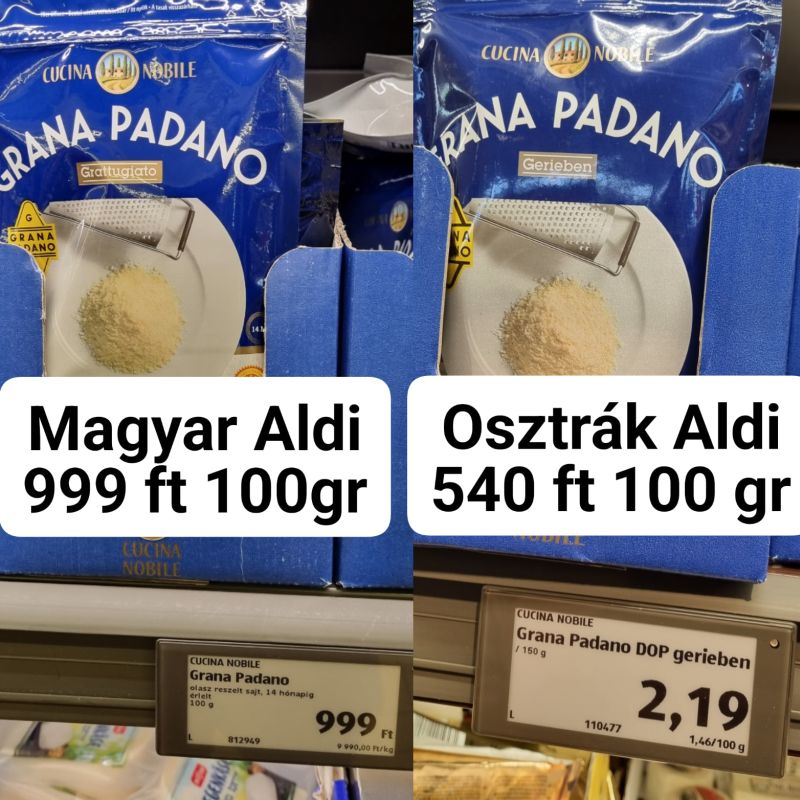 CUCINA NOBILE
GRANA PADANO
Grattugiato
G
GRANA
PADANO
Magyar Aldi
999 ft 100gr
CUCINA
NOBILE
CUCINA NOBILE
Grana Padano
olasz reszelt sajt, 14 hónapig
érlelt
100 g
999 Ft
L 812949
9 990,00 Ft/kg
CUCINA NOBILE
GRANA PADANO
Gerieben
Osztrák Aldi
540 ft 100 gr
NOBILE
CUCINA NOBILE
Grana Padano DOP gerieben
/ 150 g
2,19
L 110477
1,46/100 g